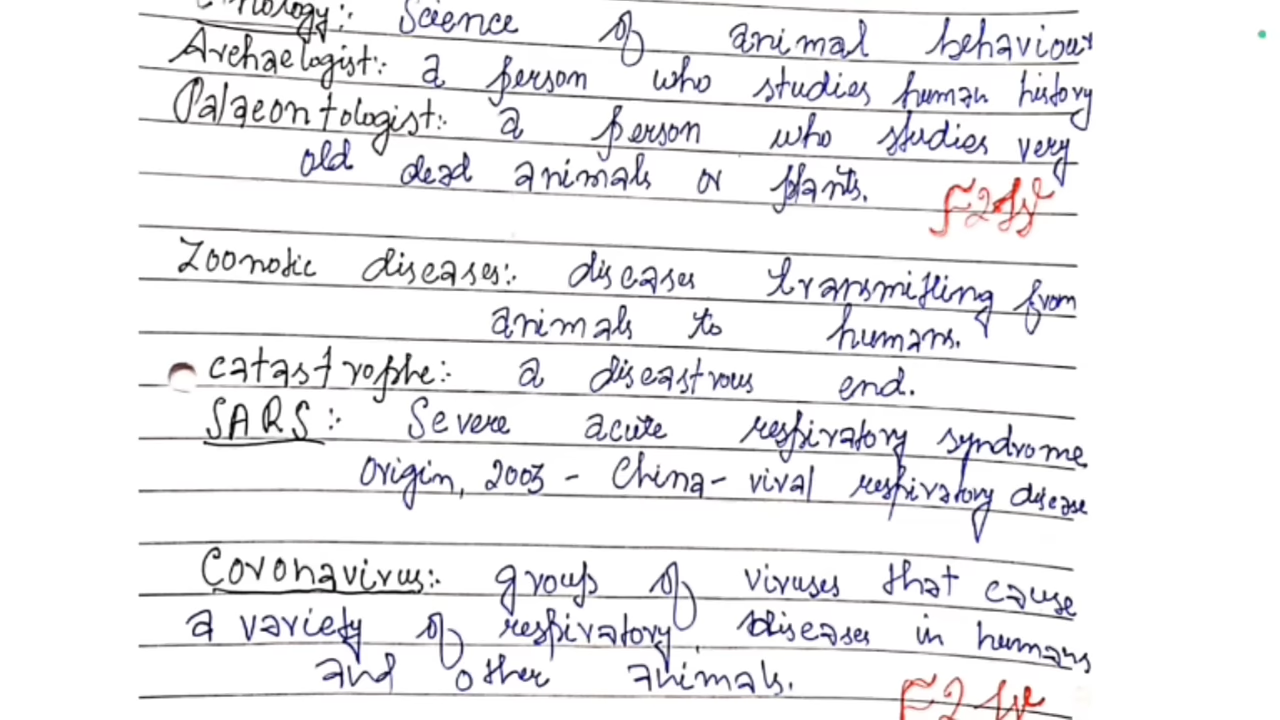 Science of animal behaviour
Archaelogist:- a person who studies human history
Palaeontologist:- a person who studies very
old dead animals or plants.
Zoonotic diseases:- diseases transmitting from
animals to humans.
catastrophe:- a diseastrous end.
SARS:- Severe acute respiratory syndrome
Origin, 2003 - China - viral respiratory disease
Coronavirus:- group of viruses that cause
a variety of respiratory diseases in humans
and other animals.